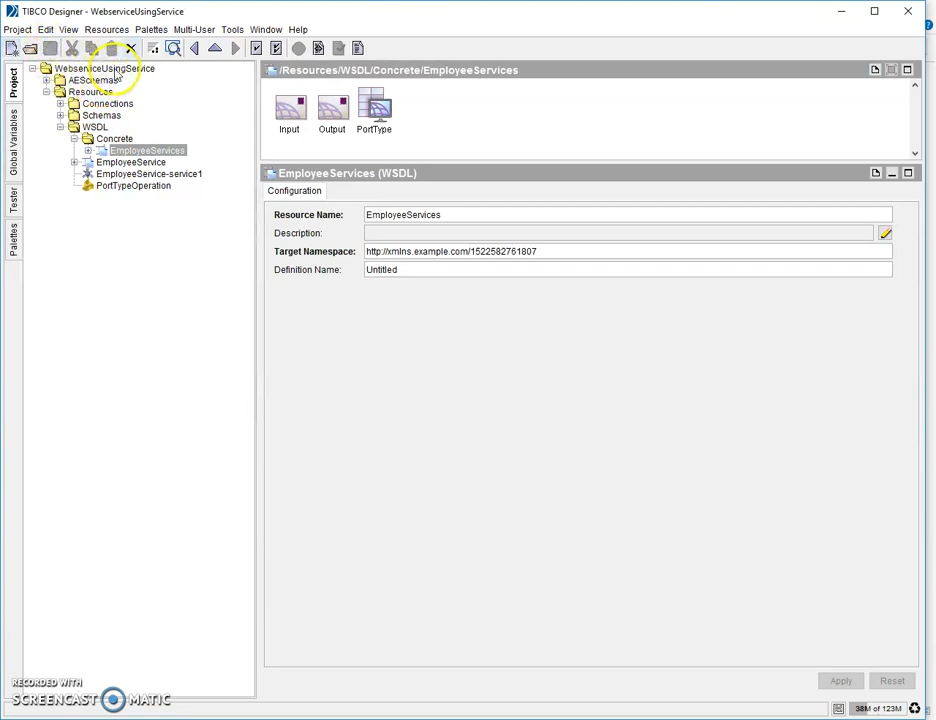 TIBCO Designer - WebserviceUsingService
Project Edit View Resources Palettes Multi-User Tools Window Help
Project
Global Variables
Tester
Palettes
WebserviceUsingService
AESchemas
Resources
Connections
Schemas
WSDL
Concrete
EmployeeServices
EmployeeService
EmployeeService-service1
PortTypeOperation
/Resources/WSDL/Concrete/EmployeeServices
Input Output PortType
EmployeeServices (WSDL)
Configuration
Resource Name: EmployeeServices
Description:
Target Namespace: http://xmlns.example.com/1522582761807
Definition Name: Untitled
Apply Reset
RECORDED WITH
SCREENCAST MATIC
38M of 123M